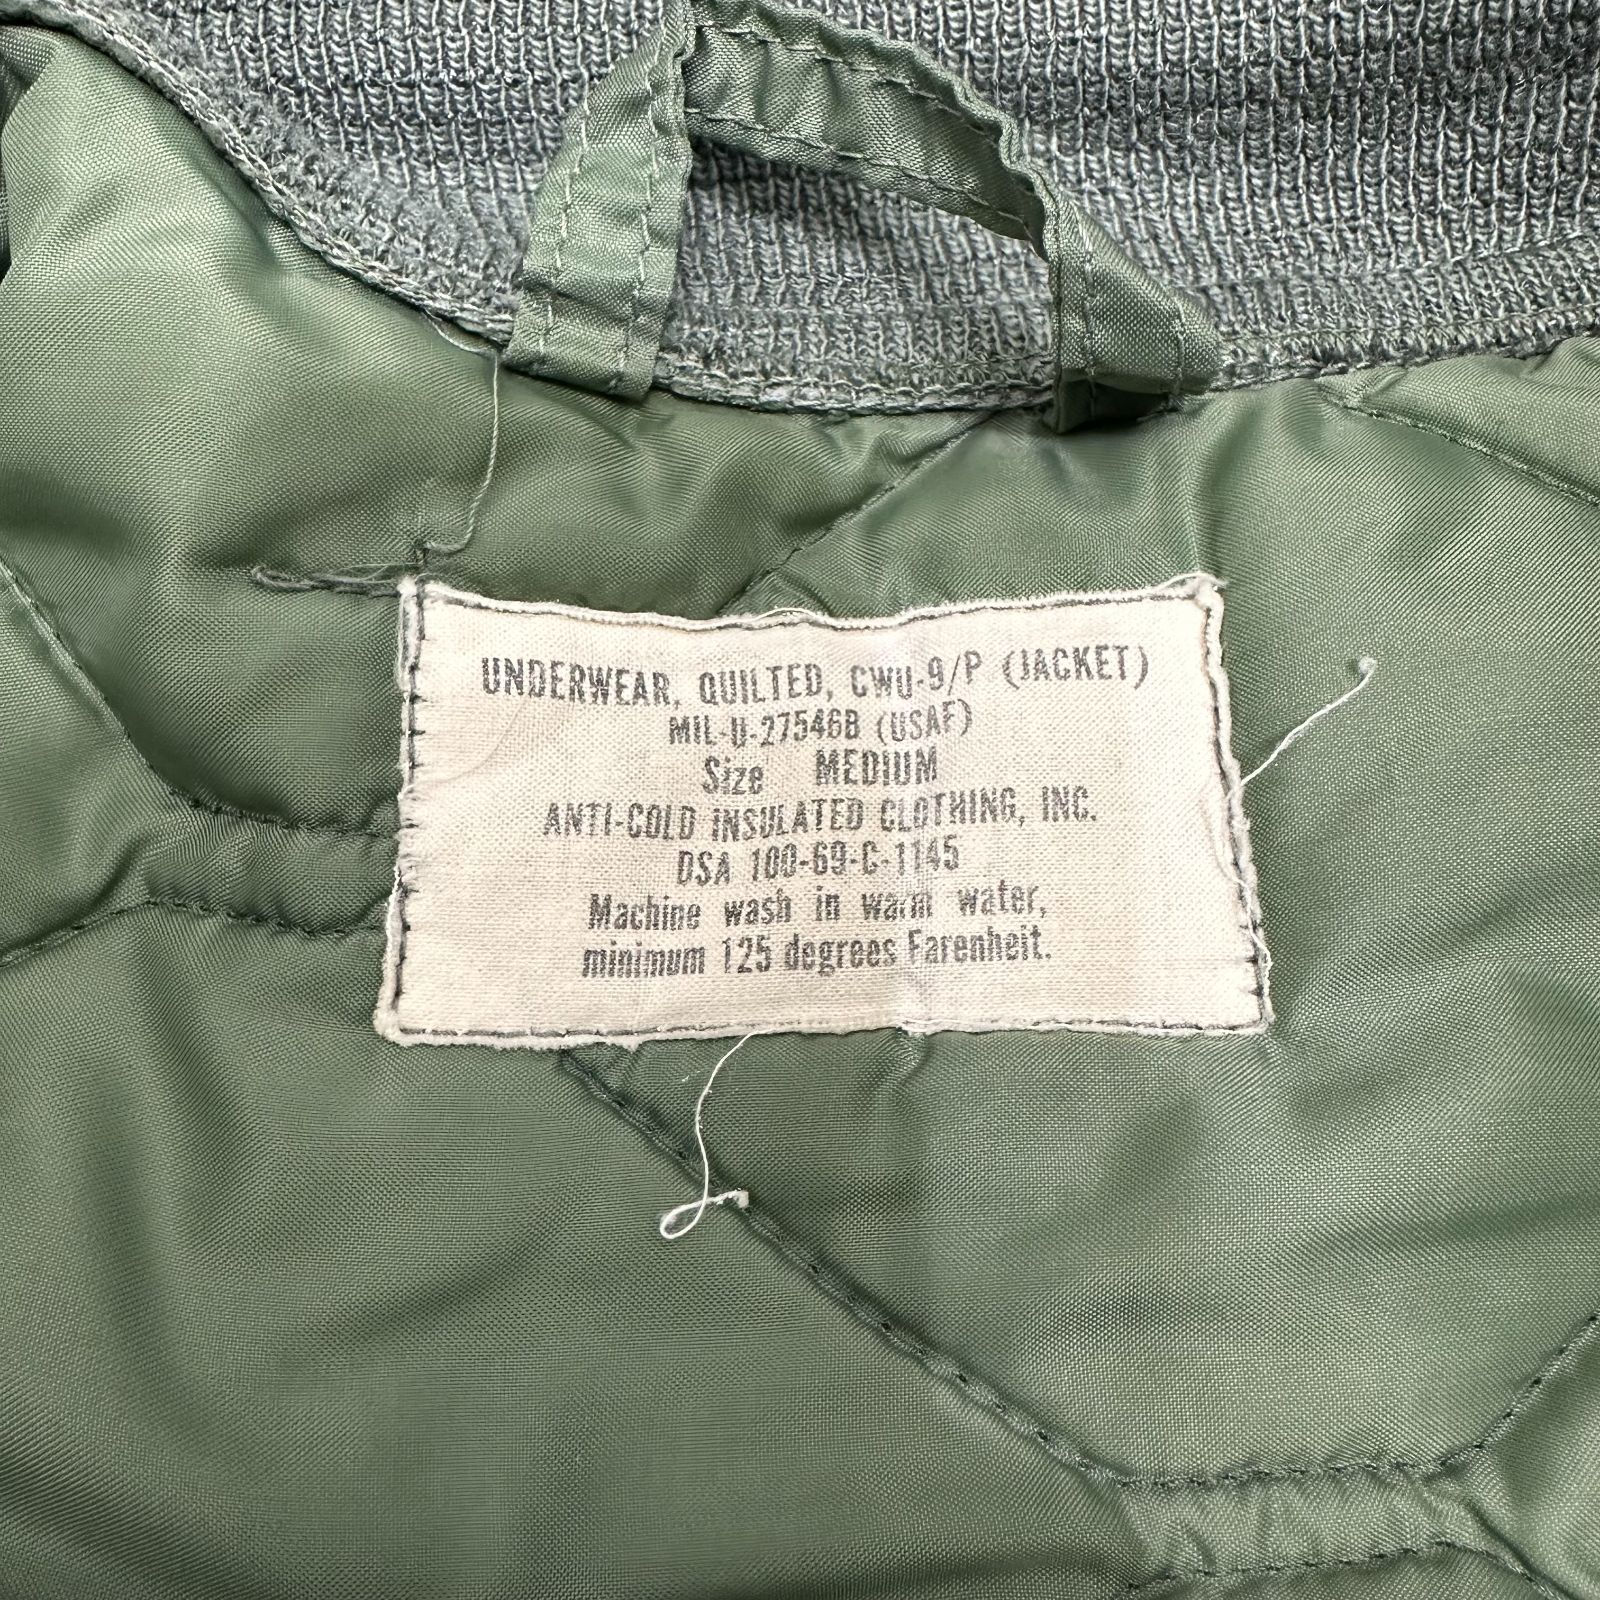 UNDERWEAR, QUILTED, CWU-9/P (JACKET)
MIL-U-27546B (USAF)
Size MEDIUM
ANTI-COLD INSULATED CLOTHING, INC.
DSA 100-69-C-1145
Machine wash in warm water,
minimum 125 degrees Farenheit.